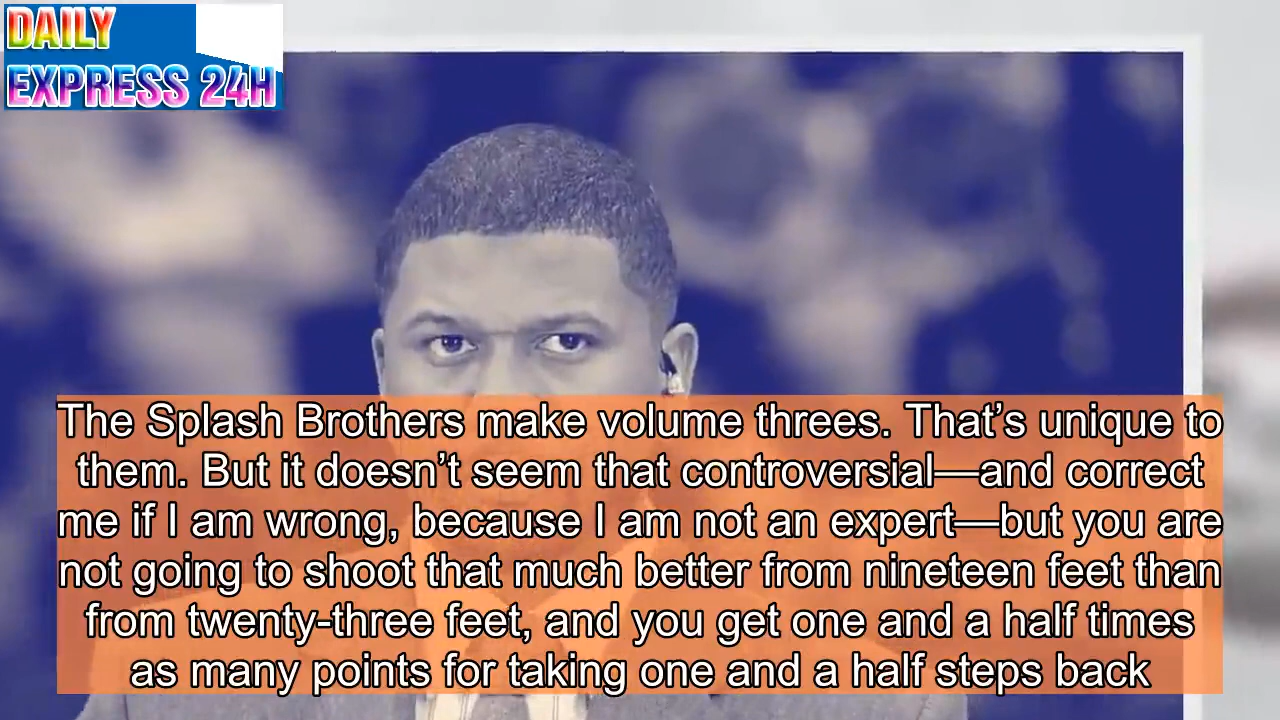 DAILY
EXPRESS 24H
The Splash Brothers make volume threes. That’s unique to
them. But it doesn’t seem that controversial—and correct
me if I am wrong, because I am not an expert—but you are
not going to shoot that much better from nineteen feet than
from twenty-three feet, and you get one and a half times
as many points for taking one and a half steps back